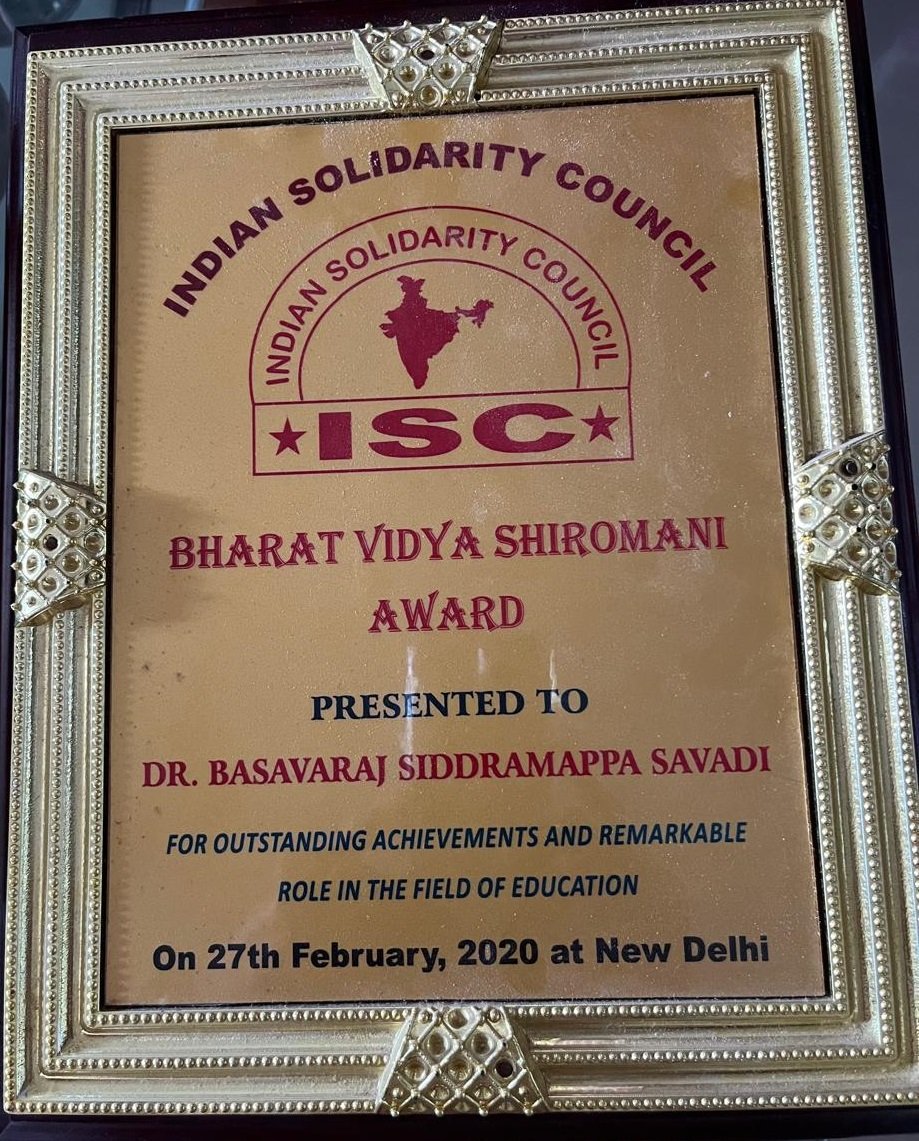 INDIAN SOLIDARITY COUNCIL
INDIAN SOLIDARITY COUNCIL
★ISC★
BHARAT VIDYA SHIROMANI
AWARD
PRESENTED TO
DR. BASAVARAJ SIDDRAMAPPA SAVADI
FOR OUTSTANDING ACHIEVEMENTS AND REMARKABLE
ROLE IN THE FIELD OF EDUCATION
On 27th February, 2020 at New Delhi